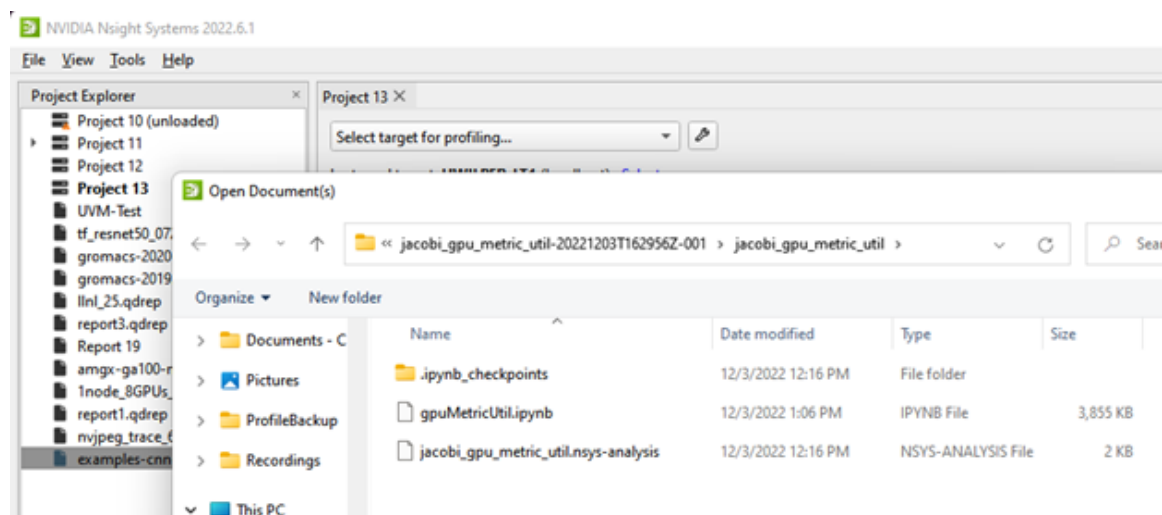 NVIDIA Nsight Systems 2022.6.1
File View Tools Help
Project Explorer ×
Project 13 ×
Project 10 (unloaded)
Project 11
Project 12
Project 13
UVM-Test
tf_resnet50_07
gromacs-2020
gromacs-2019
llnl_25.qdrep
report3.qdrep
Report 19
amgx-ga100-
1node_8GPUs_
report1.qdrep
nvjpeg_trace_
examples-cnn
Select target for profiling...
Open Document(s)
« jacobi_gpu_metric_util-20221203T162956Z-001 › jacobi_gpu_metric_util ›
Organize New folder
Documents - C
Pictures
ProfileBackup
Recordings
This PC
Name Date modified Type Size
.ipynb_checkpoints 12/3/2022 12:16 PM File folder
gpuMetricUtil.ipynb 12/3/2022 1:06 PM IPYNB File 3,855 KB
jacobi_gpu_metric_util.nsys-analysis 12/3/2022 12:16 PM NSYS-ANALYSIS File 2 KB